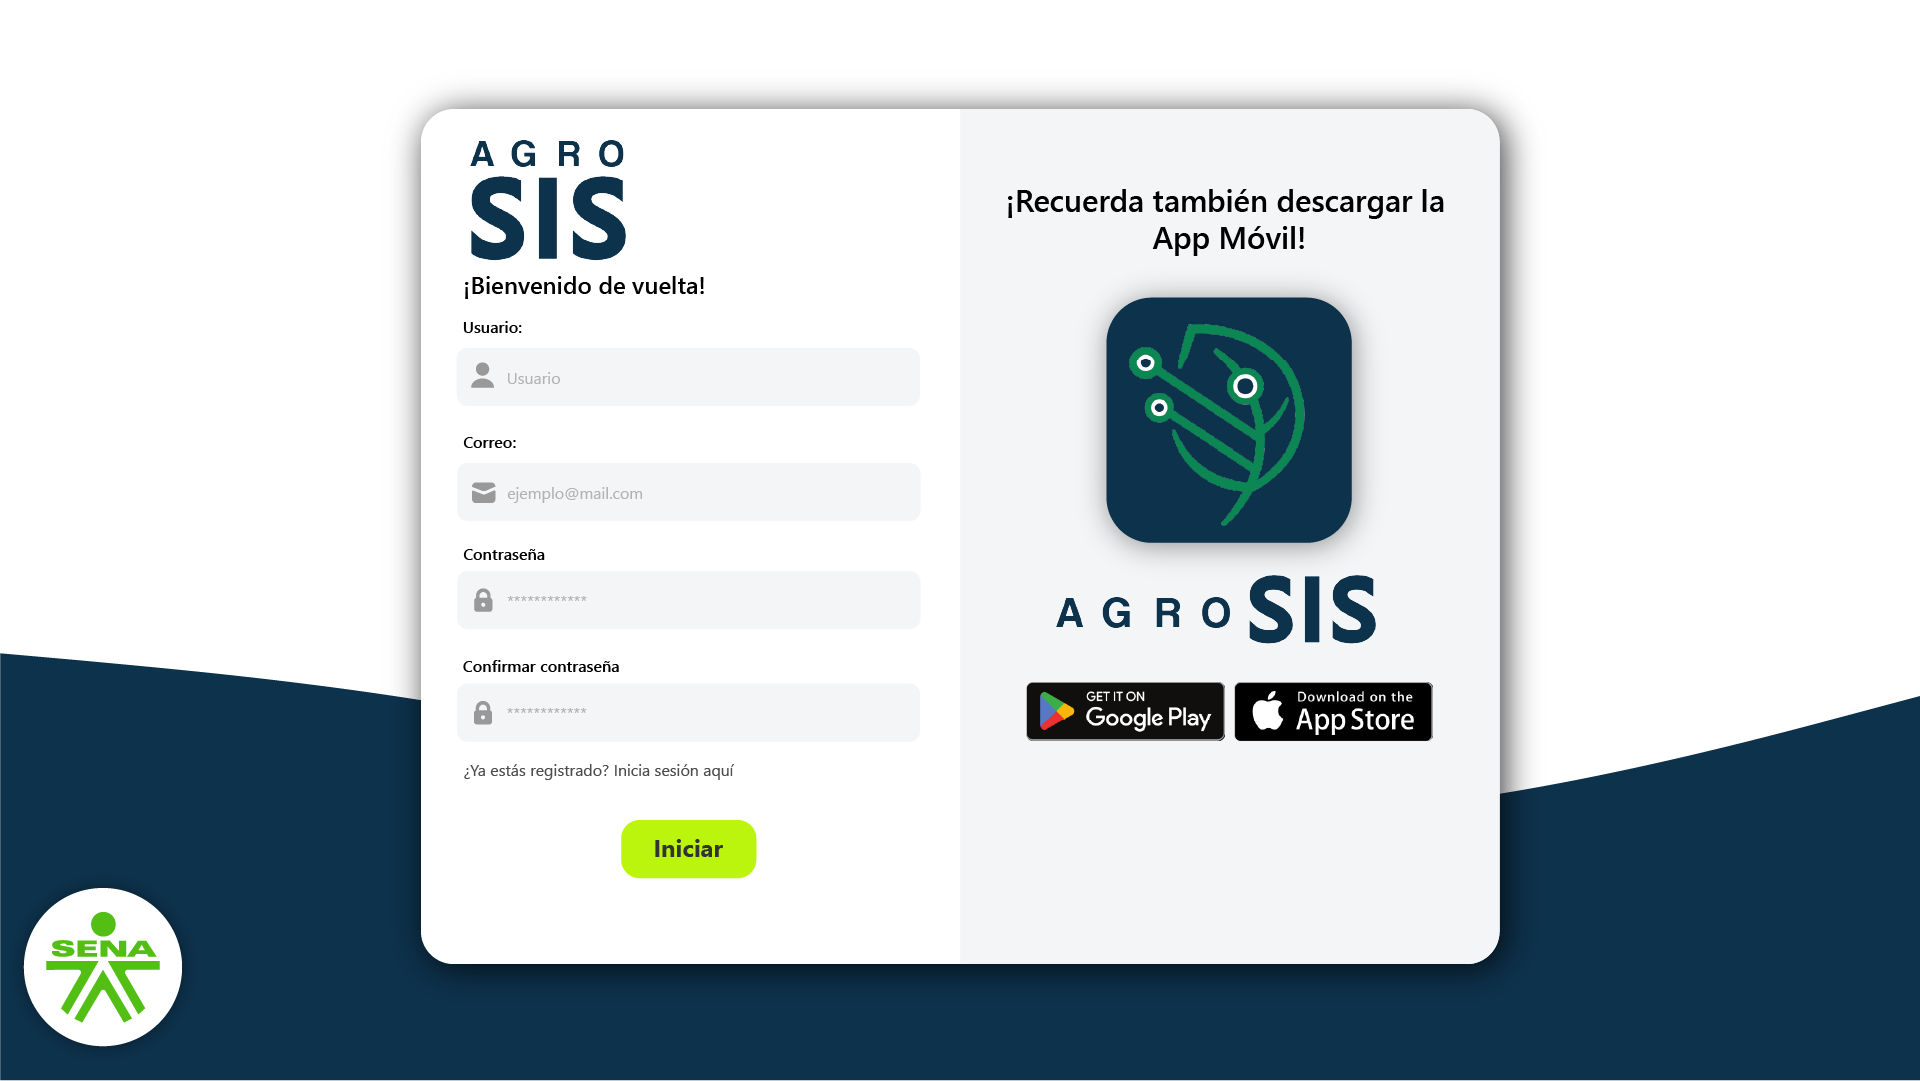 AGRO
SIS
¡Bienvenido de vuelta!
Usuario:
Usuario
Correo:
ejemplo@mail.com
Contraseña
************
Confirmar contraseña
************
¿Ya estás registrado? Inicia sesión aquí
Iniciar
¡Recuerda también descargar la
App Móvil!
AGRO SIS
GET IT ON
Google Play
Download on the
App Store
SENA